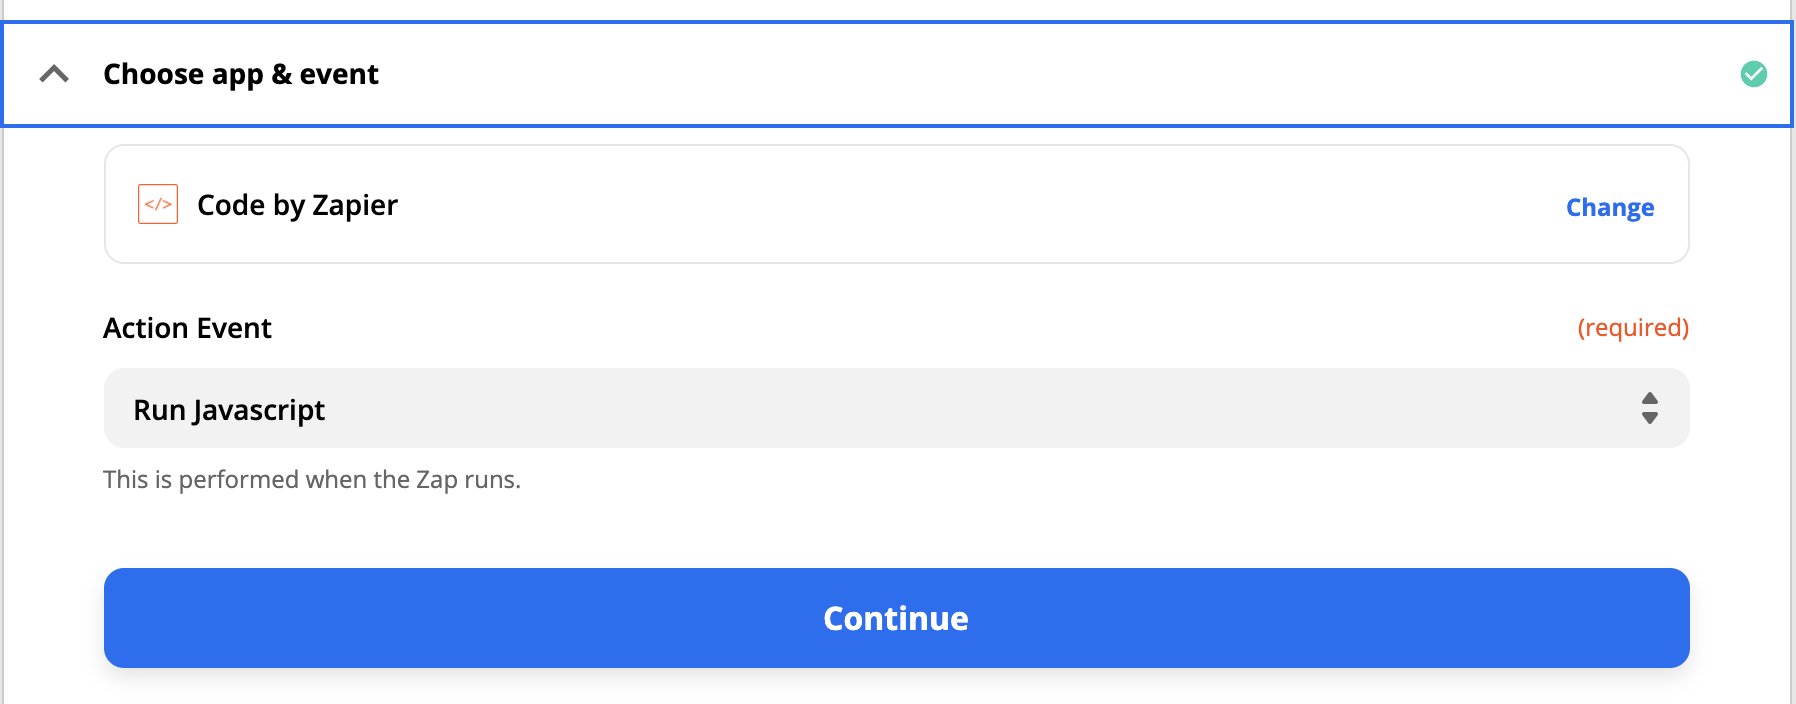 Choose app & event
</> Code by Zapier Change
Action Event (required)
Run Javascript
This is performed when the Zap runs.
Continue